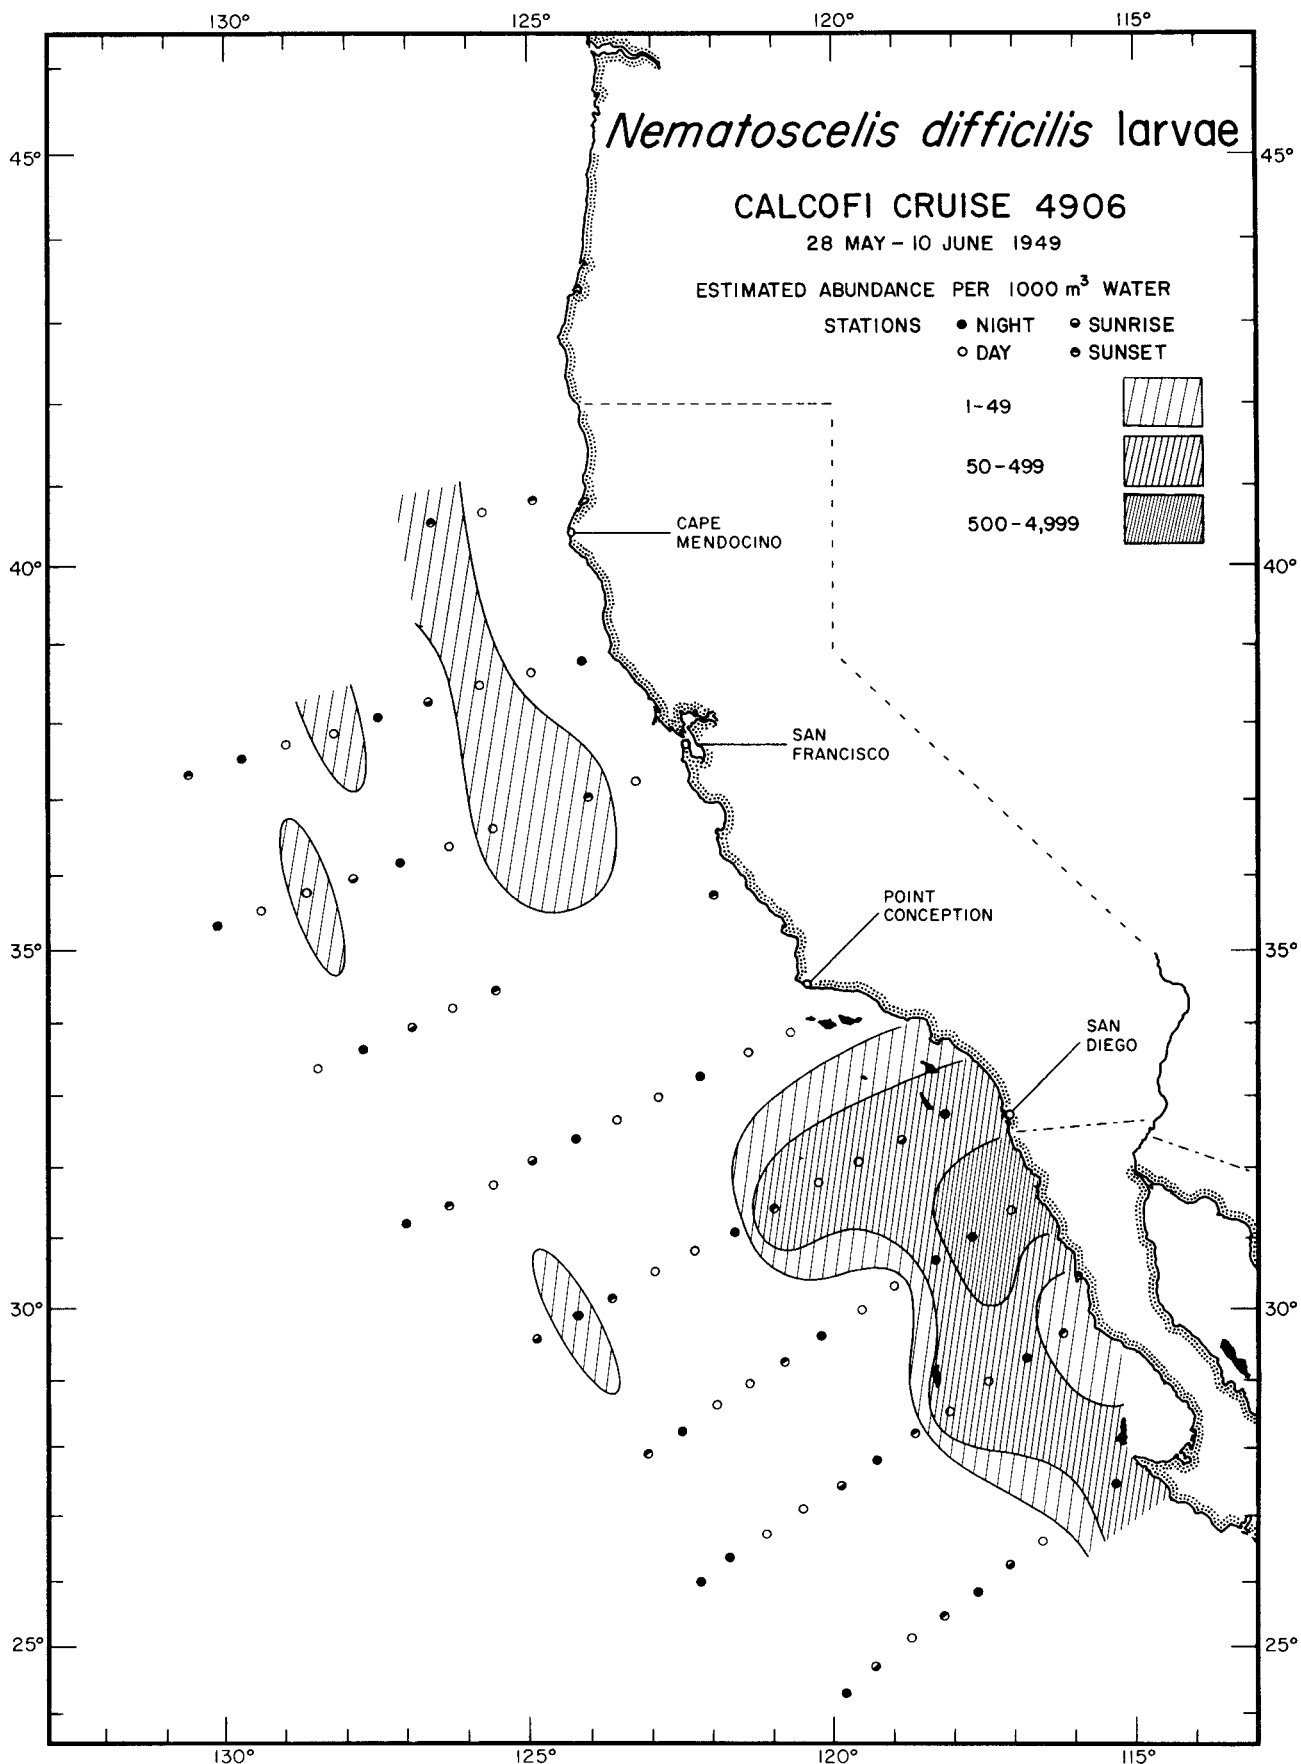 130° 125° 120° 115°
Nematoscelis difficilis larvae
45° 45°
CALCOFI CRUISE 4906
28 MAY – 10 JUNE 1949
ESTIMATED ABUNDANCE PER 1000 m³ WATER
STATIONS ● NIGHT SUNRISE
○ DAY SUNSET
1-49
50-499
500-4,999
CAPE
MENDOCINO
40° 40°
SAN
FRANCISCO
POINT
CONCEPTION
35° 35°
SAN
DIEGO
30° 30°
25° 25°
130° 125° 120° 115°